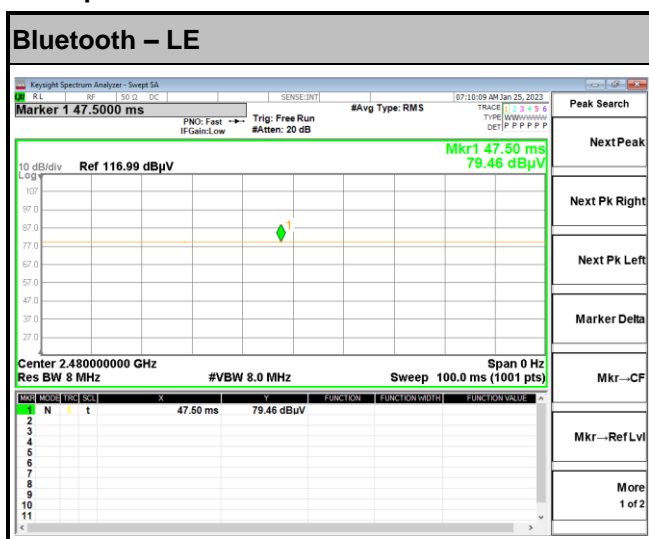 Bluetooth – LE
Keysight Spectrum Analyzer - Swept SA
RL RF 50 Ω DC SENSE:INT 07:10:09 AM Jan 25, 2023
Marker 1 47.5000 ms #Avg Type: RMS TRACE 1 2 3 4 5 6
PNO: Fast Trig: Free Run TYPE WWWWWW
IFGain:Low #Atten: 20 dB DET P P P P P P
Mkr1 47.50 ms
10 dB/div Ref 116.99 dBµV 79.46 dBµV
Log
107
97.0
87.0
1
77.0
67.0
57.0
47.0
37.0
27.0
Center 2.480000000 GHz Span 0 Hz
Res BW 8 MHz #VBW 8.0 MHz Sweep 100.0 ms (1001 pts)
MKR MODE TRC SCL X Y FUNCTION FUNCTION WIDTH FUNCTION VALUE
1 N 1 t 47.50 ms 79.46 dBµV
2
3
4
5
6
7
8
9
10
11
Peak Search
Next Peak
Next Pk Right
Next Pk Left
Marker Delta
Mkr→CF
Mkr→Ref Lvl
More
1 of 2